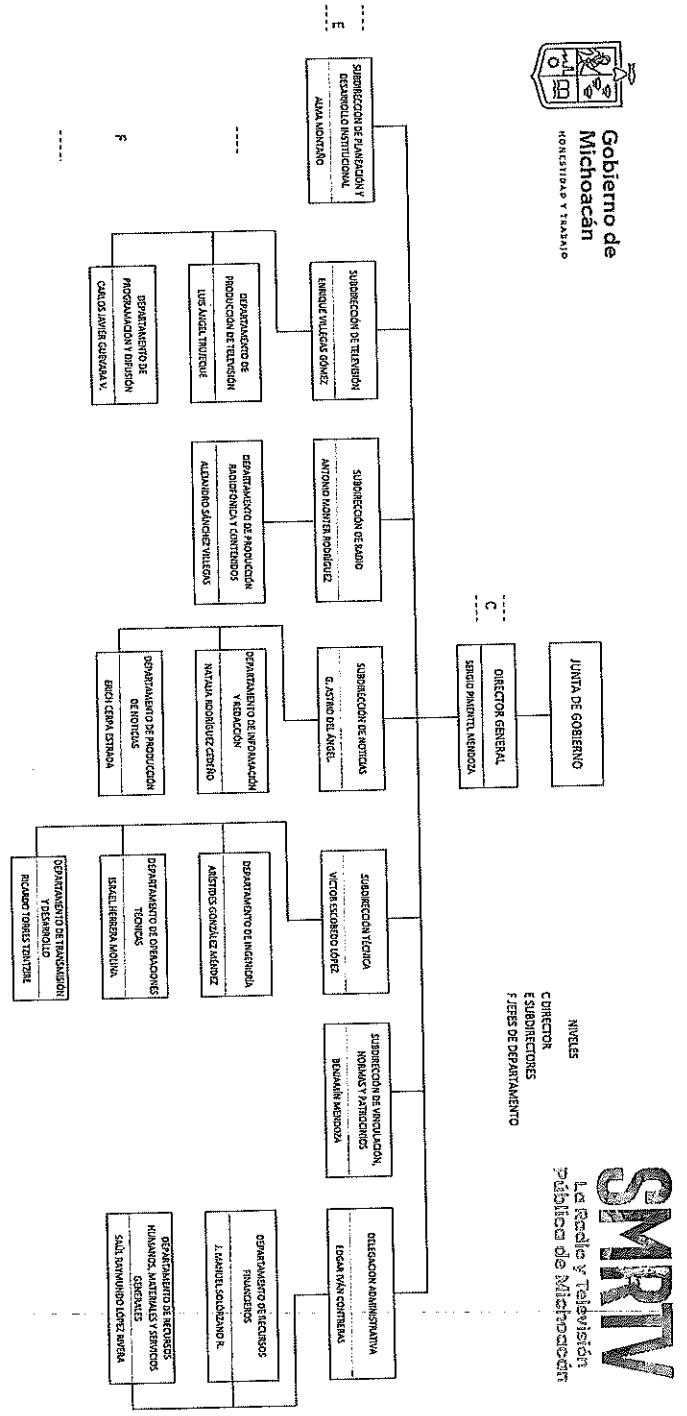 Gobierno de
Michoacán
HONESTIDAD Y TRABAJO
SMRTV
La Radio y Televisión
Pública de Michoacán
NIVELES
C DIRECTOR
E SUBDIRECTORES
F JEFES DE DEPARTAMENTO
JUNTA DE GOBIERNO
C
DIRECTOR GENERAL
SERGIO PIMENTEL MENDOZA
E
SUBDIRECCIÓN DE PLANEACIÓN Y
DESARROLLO INSTITUCIONAL
ALMA MONTAÑO
SUBDIRECCIÓN DE TELEVISIÓN
ENRIQUE VILLEGAS GÓMEZ
SUBDIRECCIÓN DE RADIO
ANTONIO MONTER RODRÍGUEZ
SUBDIRECCIÓN DE NOTICIAS
G. ASTRID DEL ÁNGEL
SUBDIRECCIÓN TÉCNICA
VÍCTOR ESCOBEDO LÓPEZ
SUBDIRECCIÓN DE VINCULACIÓN,
NORMAS Y PATROCINIOS
BENJAMÍN MENDOZA
DELEGACION ADMINISTRATIVA
EDGAR IVÁN CONTRERAS
F
DEPARTAMENTO DE
PRODUCCIÓN DE TELEVISIÓN
LUIS ÁNGEL TRUJEQUE
DEPARTAMENTO DE PRODUCCIÓN
RADIOFÓNICA Y CONTENIDOS
ALEJANDRO SÁNCHEZ VILLEGAS
DEPARTAMENTO DE INFORMACIÓN
Y REDACCIÓN
NATALIA RODRÍGUEZ CEDEÑO
DEPARTAMENTO DE INGENIERÍA
ARÍSTIDES GONZÁLEZ MÉNDEZ
DEPARTAMENTO DE RECURSOS
FINANCIEROS
J. MANUEL SOLÓRZANO R.
DEPARTAMENTO DE
PROGRAMACIÓN Y DIFUSIÓN
CARLOS JAVIER GUEVARA V.
DEPARTAMENTO DE PRODUCCIÓN
DE NOTICIAS
ERICH CERPA ESTRADA
DEPARTAMENTO DE OPERACIONES
TÉCNICAS
ISRAEL HERRERA MOLINA
DEPARTAMENTO DE RECURSOS
HUMANOS, MATERIALES Y SERVICIOS
GENERALES
SAÚL RAYMUNDO LÓPEZ RIVERA
DEPARTAMENTO DE TRANSMISIÓN
Y DESARROLLO
RICARDO TORRES TZINTZIRE